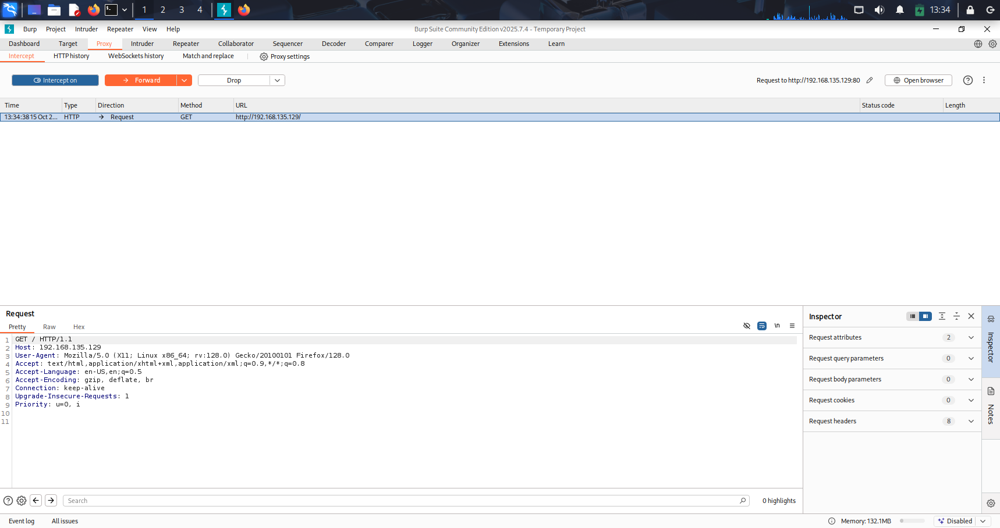 1 2 3 4 13:34
Burp Project Intruder Repeater View Help Burp Suite Community Edition v2025.7.4 - Temporary Project
Dashboard Target Proxy Intruder Repeater Collaborator Sequencer Decoder Comparer Logger Organizer Extensions Learn
Intercept HTTP history WebSockets history Match and replace Proxy settings
Intercept on Forward Drop Request to http://192.168.135.129:80 Open browser
Time Type Direction Method URL Status code Length
13:34:38 15 Oct 2... HTTP Request GET http://192.168.135.129/
Request
Pretty Raw Hex \n
1 GET / HTTP/1.1
2 Host: 192.168.135.129
3 User-Agent: Mozilla/5.0 (X11; Linux x86_64; rv:128.0) Gecko/20100101 Firefox/128.0
4 Accept: text/html,application/xhtml+xml,application/xml;q=0.9,*/*;q=0.8
5 Accept-Language: en-US,en;q=0.5
6 Accept-Encoding: gzip, deflate, br
7 Connection: keep-alive
8 Upgrade-Insecure-Requests: 1
9 Priority: u=0, i
10
11
Inspector
Request attributes 2
Request query parameters 0
Request body parameters 0
Request cookies 0
Request headers 8
Inspector
Notes
Search 0 highlights
Event log All issues Memory: 132.1MB Disabled